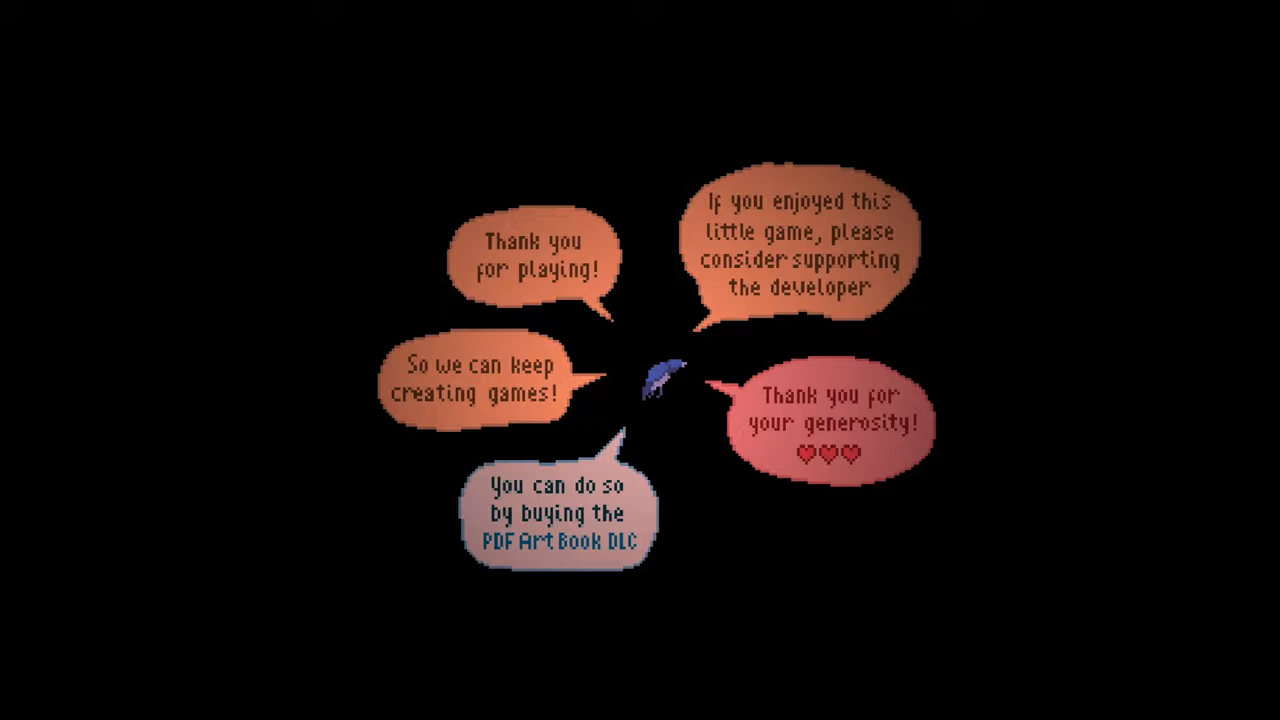 Thank you
for playing!
If you enjoyed this
little game, please
consider supporting
the developer
So we can keep
creating games!
Thank you for
your generosity!
♥♥♥
You can do so
by buying the
PDF Art Book DLC